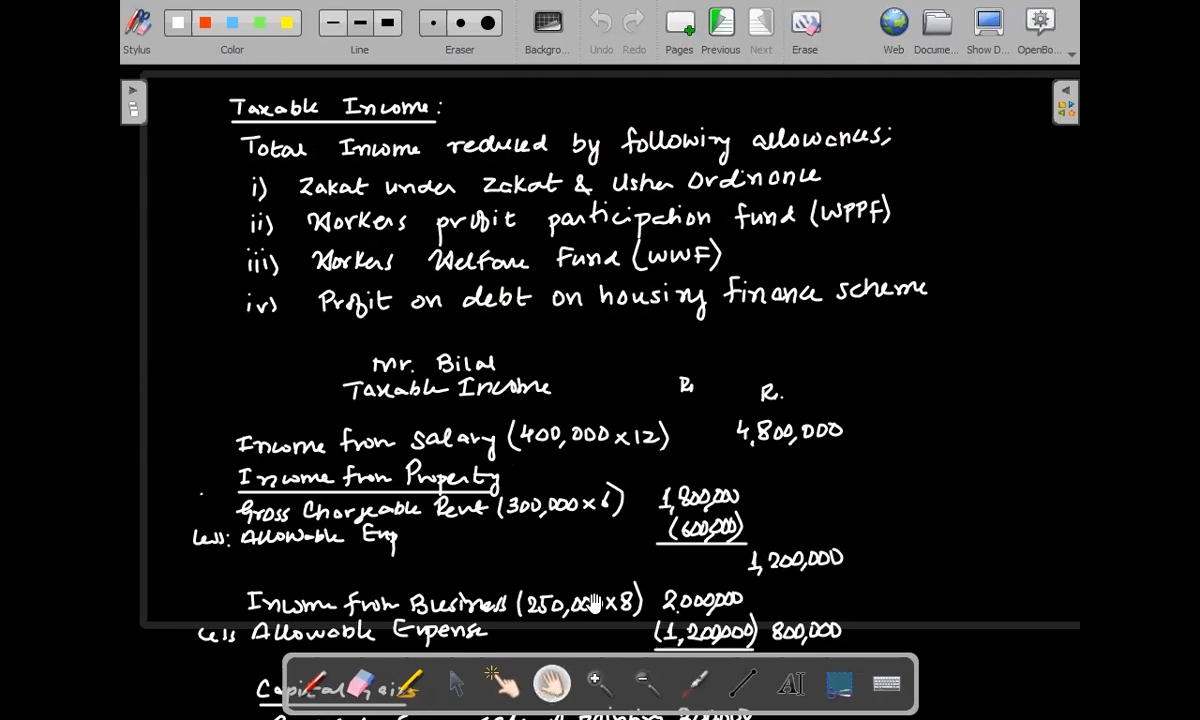 Stylus Color Line Eraser Backgro... Undo Redo Pages Previous Next Erase Web Docume... Show D... OpenBo...
Taxable Income:
Total Income reduced by following allowances;
i) Zakat under Zakat & Usher Ordinance
ii) Workers profit participation fund (WPPF)
iii) Workers Welfare Fund (WWF)
iv) Profit on debt on housing finance scheme
Mr. Bilal
Taxable Income R. R.
Income from Salary (400,000 × 12) 4,800,000
Income from Property
Gross Chargeable Rent (300,000 × 6) 1,800,000
Less: Allowable Exp (600,000)
1,200,000
Income from Business (250,000 × 8) 2,000,000
Less Allowable Expense (1,200,000) 800,000
Capital Gain